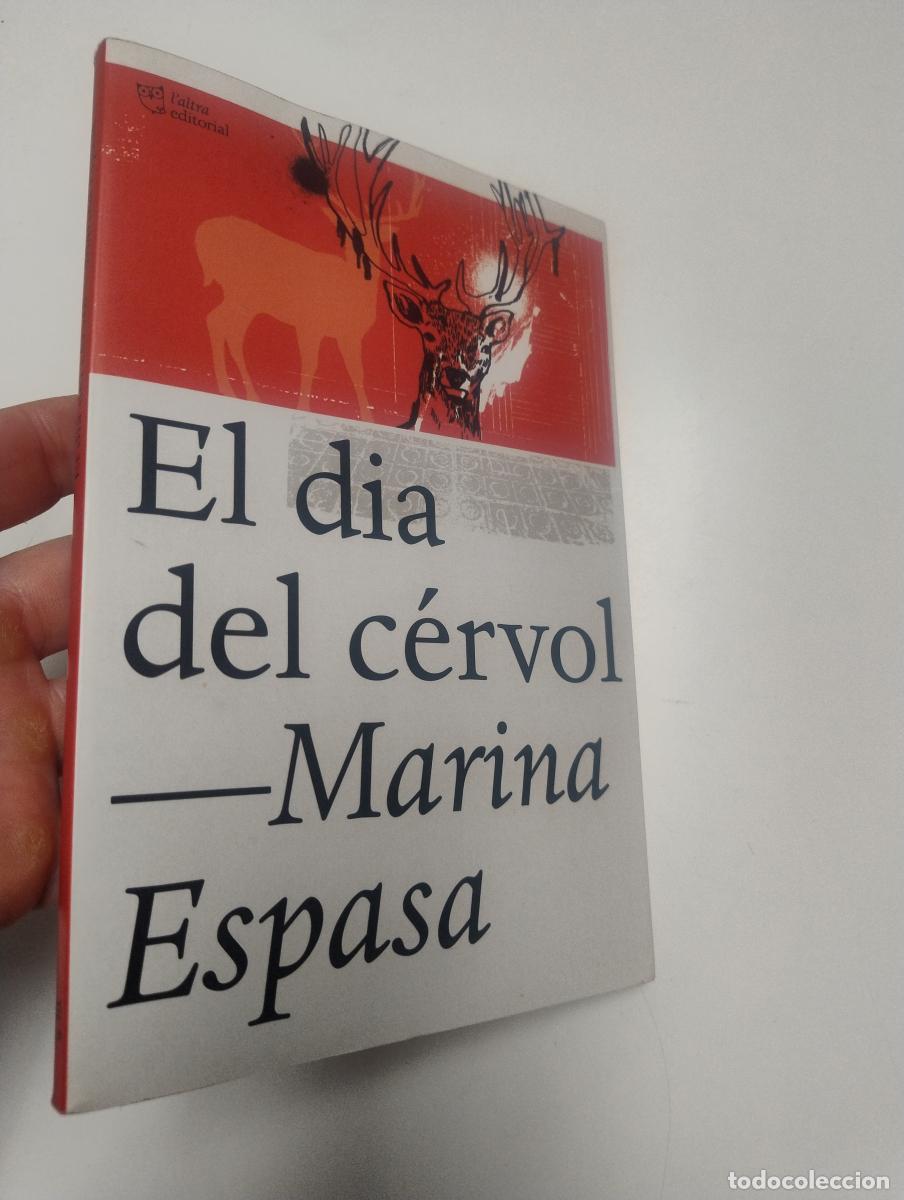 l'altra
editorial
El dia
del cérvol
—Marina
Espasa
todocoleccion